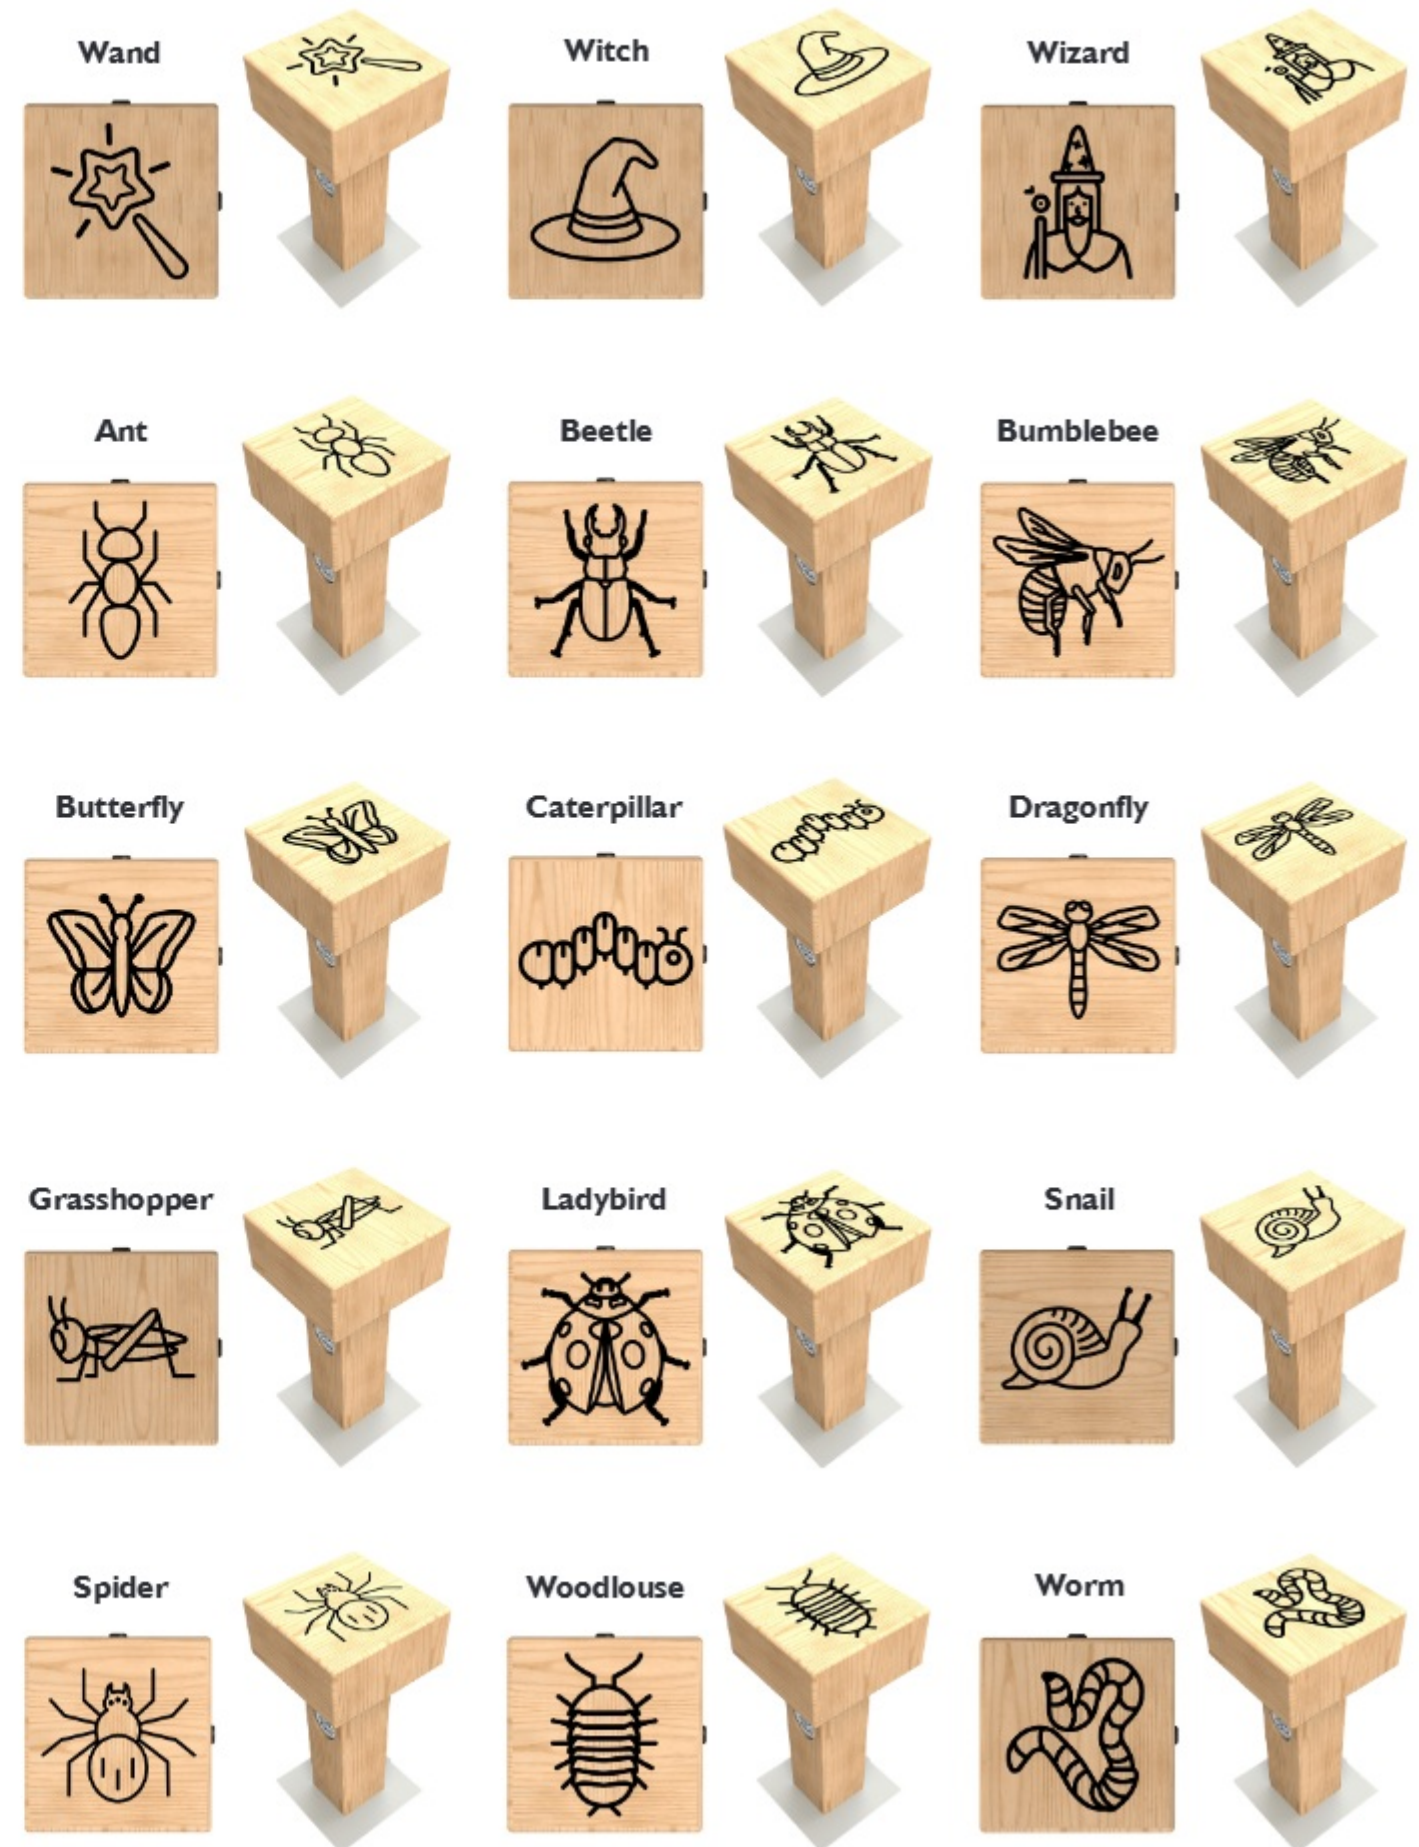 Wand
Witch
Wizard
Ant
Beetle
Bumblebee
Butterfly
Caterpillar
Dragonfly
Grasshopper
Ladybird
Snail
Spider
Woodlouse
Worm